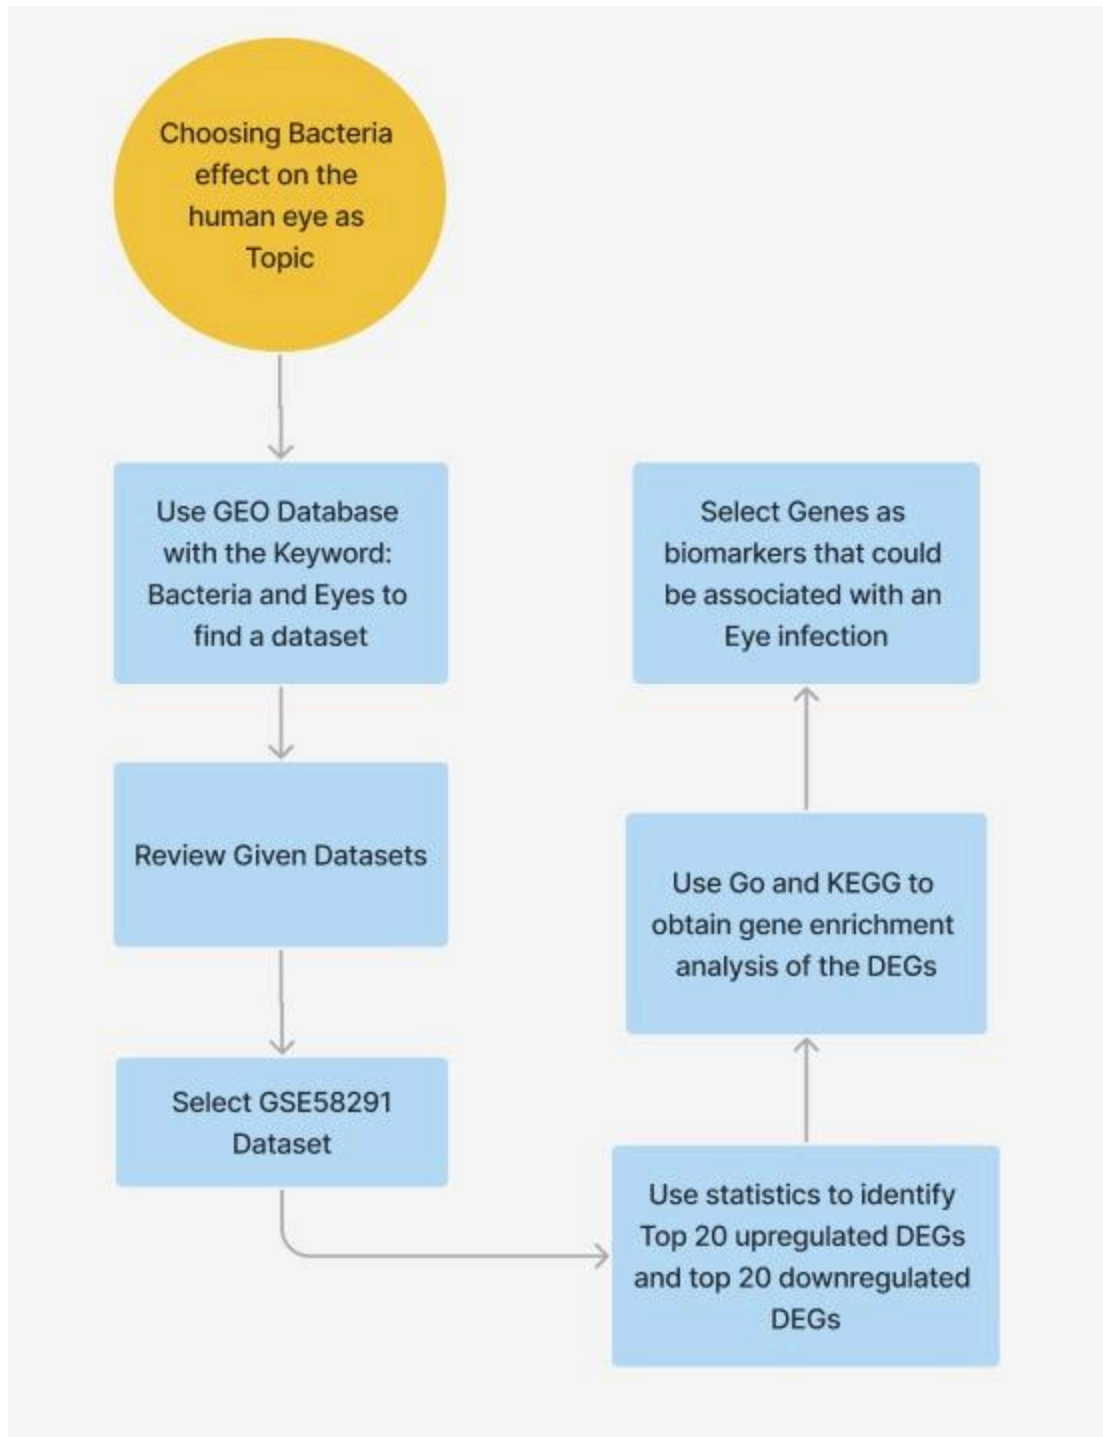 Choosing Bacteria
effect on the
human eye as
Topic
Use GEO Database
with the Keyword:
Bacteria and Eyes to
find a dataset
Review Given Datasets
Select GSE58291
Dataset
Use statistics to identify
Top 20 upregulated DEGs
and top 20 downregulated
DEGs
Use Go and KEGG to
obtain gene enrichment
analysis of the DEGs
Select Genes as
biomarkers that could
be associated with an
Eye infection